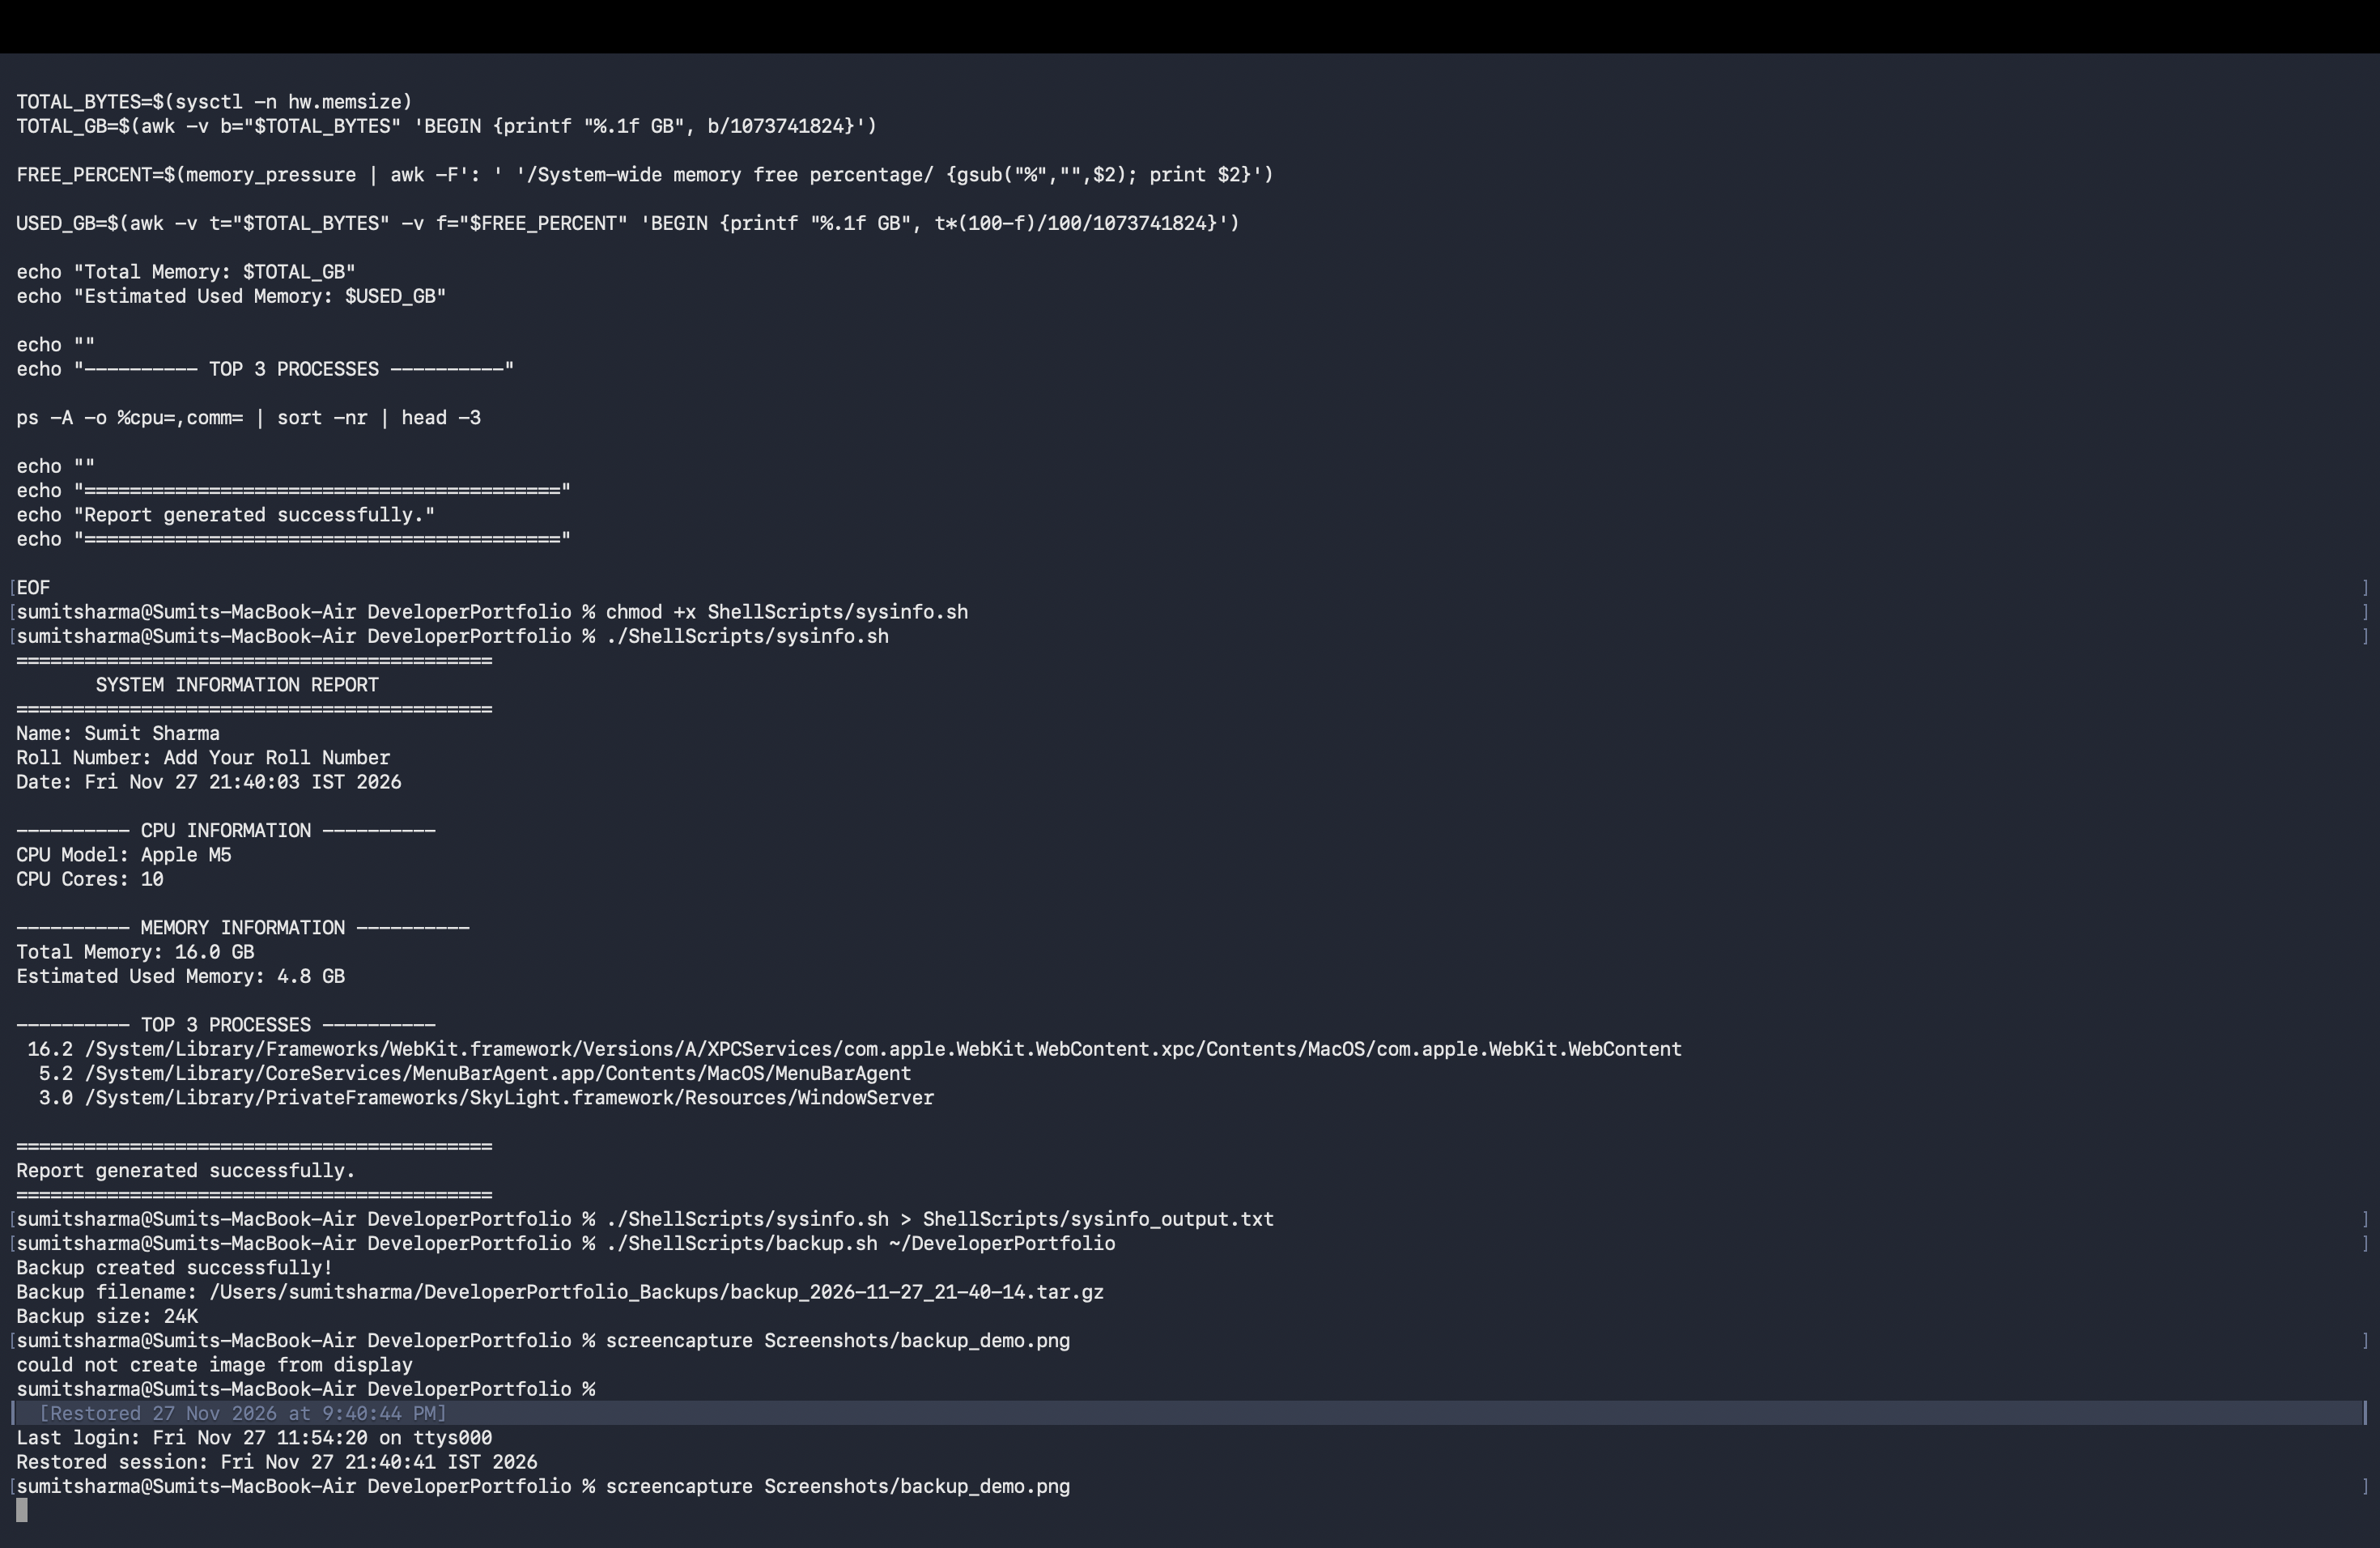 TOTAL_BYTES=$(sysctl -n hw.memsize)
TOTAL_GB=$(awk -v b="$TOTAL_BYTES" 'BEGIN {printf "%.1f GB", b/1073741824}')
FREE_PERCENT=$(memory_pressure | awk -F': ' '/System-wide memory free percentage/ {gsub("%","",$2); print $2}')
USED_GB=$(awk -v t="$TOTAL_BYTES" -v f="$FREE_PERCENT" 'BEGIN {printf "%.1f GB", t*(100-f)/100/1073741824}')
echo "Total Memory: $TOTAL_GB"
echo "Estimated Used Memory: $USED_GB"
echo ""
echo "---------- TOP 3 PROCESSES ----------"
ps -A -o %cpu=,comm= | sort -nr | head -3
echo ""
echo "=========================================="
echo "Report generated successfully."
echo "=========================================="
[EOF ]
[sumitsharma@Sumits-MacBook-Air DeveloperPortfolio % chmod +x ShellScripts/sysinfo.sh ]
[sumitsharma@Sumits-MacBook-Air DeveloperPortfolio % ./ShellScripts/sysinfo.sh ]
==========================================
SYSTEM INFORMATION REPORT
==========================================
Name: Sumit Sharma
Roll Number: Add Your Roll Number
Date: Fri Nov 27 21:40:03 IST 2026
---------- CPU INFORMATION ----------
CPU Model: Apple M5
CPU Cores: 10
---------- MEMORY INFORMATION ----------
Total Memory: 16.0 GB
Estimated Used Memory: 4.8 GB
---------- TOP 3 PROCESSES ----------
16.2 /System/Library/Frameworks/WebKit.framework/Versions/A/XPCServices/com.apple.WebKit.WebContent.xpc/Contents/MacOS/com.apple.WebKit.WebContent
5.2 /System/Library/CoreServices/MenuBarAgent.app/Contents/MacOS/MenuBarAgent
3.0 /System/Library/PrivateFrameworks/SkyLight.framework/Resources/WindowServer
==========================================
Report generated successfully.
==========================================
[sumitsharma@Sumits-MacBook-Air DeveloperPortfolio % ./ShellScripts/sysinfo.sh > ShellScripts/sysinfo_output.txt ]
[sumitsharma@Sumits-MacBook-Air DeveloperPortfolio % ./ShellScripts/backup.sh ~/DeveloperPortfolio ]
Backup created successfully!
Backup filename: /Users/sumitsharma/DeveloperPortfolio_Backups/backup_2026-11-27_21-40-14.tar.gz
Backup size: 24K
[sumitsharma@Sumits-MacBook-Air DeveloperPortfolio % screencapture Screenshots/backup_demo.png ]
could not create image from display
sumitsharma@Sumits-MacBook-Air DeveloperPortfolio %
[Restored 27 Nov 2026 at 9:40:44 PM]
Last login: Fri Nov 27 11:54:20 on ttys000
Restored session: Fri Nov 27 21:40:41 IST 2026
[sumitsharma@Sumits-MacBook-Air DeveloperPortfolio % screencapture Screenshots/backup_demo.png ]